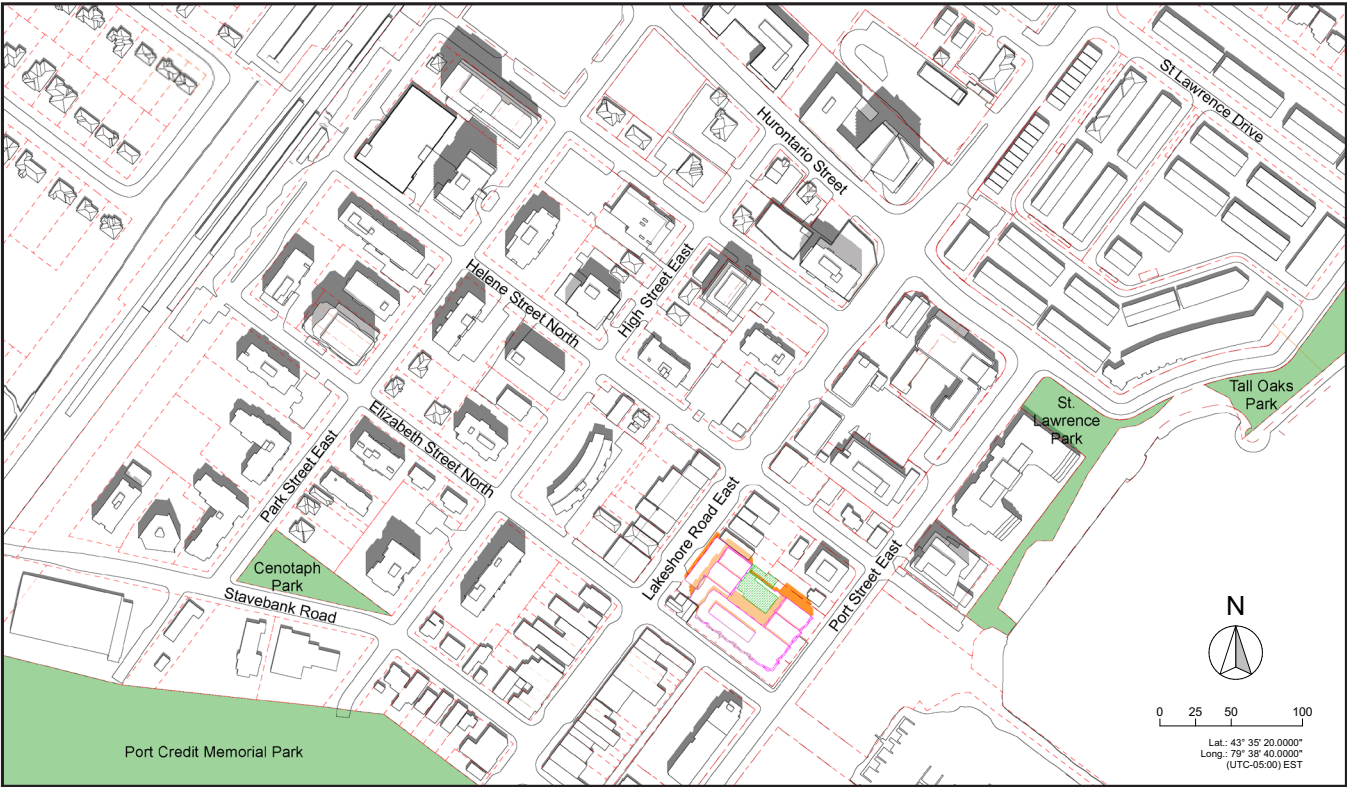 St Lawrence Drive
Hurontario Street
High Street East
Helene Street North
Tall Oaks
Park
St.
Lawrence
Park
Elizabeth Street North
Park Street East
Lakeshore Road East
Port Street East
Cenotaph
Park
Stavebank Road
Port Credit Memorial Park
N
0 25 50 100
Lat.: 43° 35' 20.0000"
Long.: 79° 38' 40.0000"
(UTC-05:00) EST